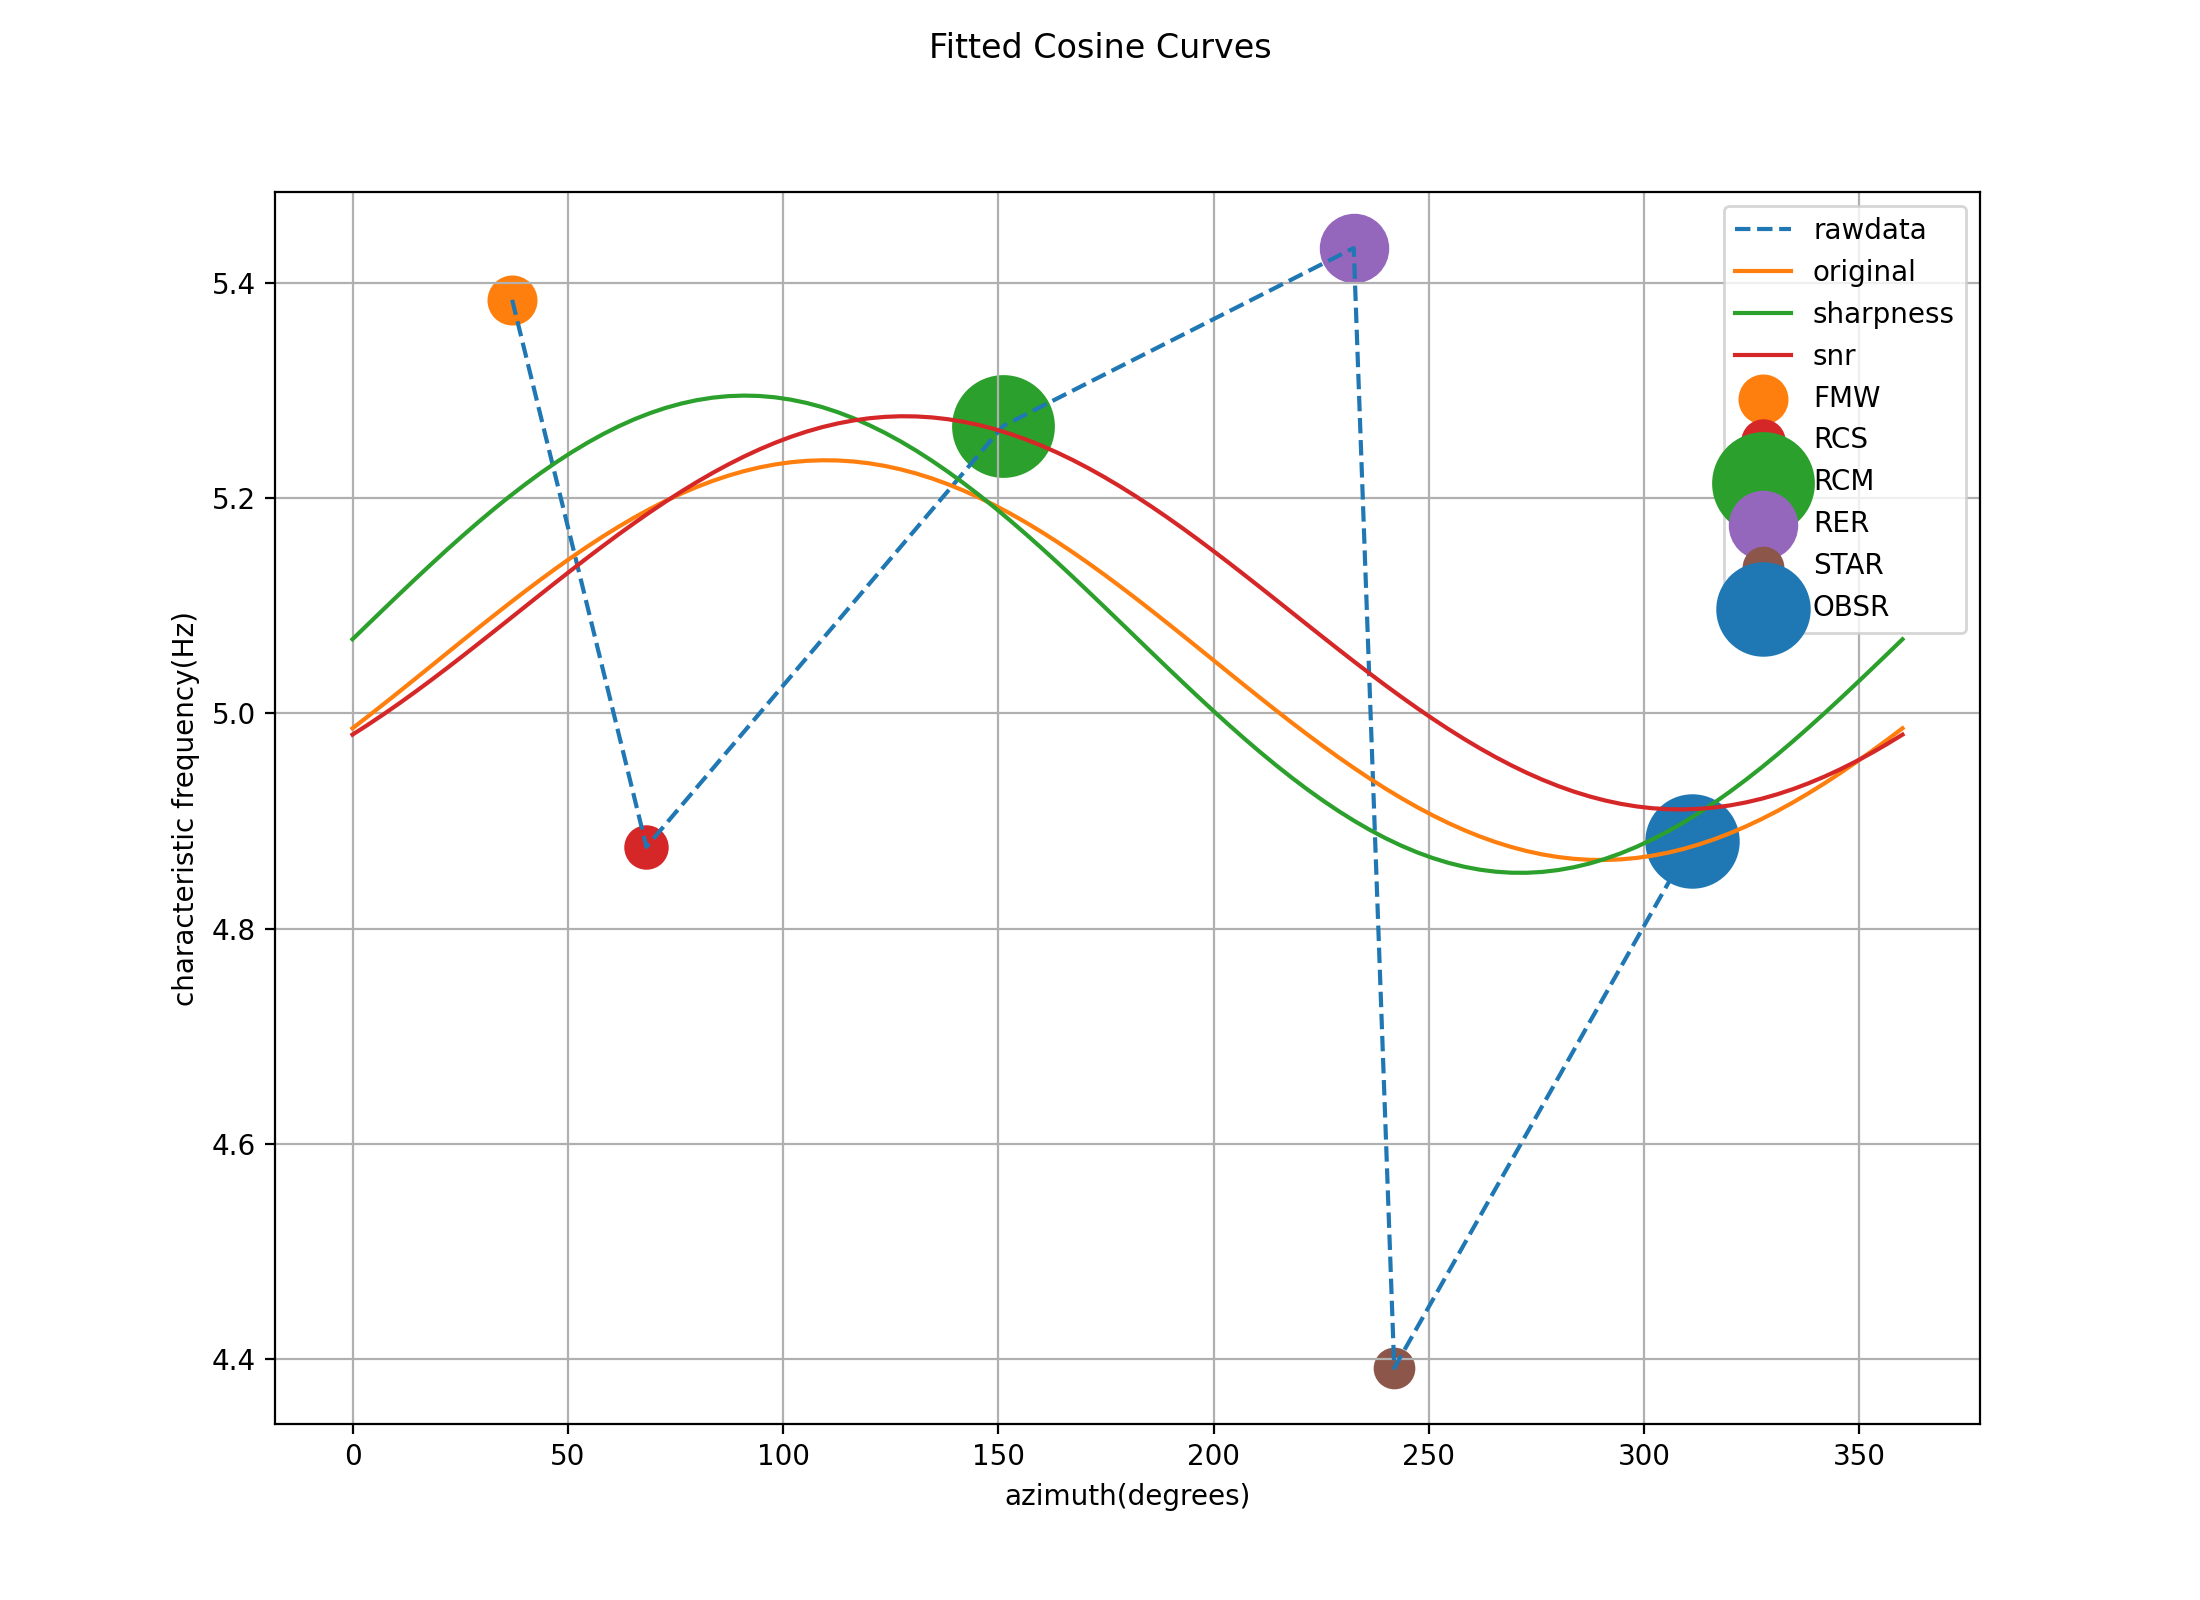 Fitted Cosine Curves
rawdata
original
sharpness
snr
FMW
RCS
RCM
RER
STAR
OBSR
characteristic frequency(Hz)
5.4
5.2
5.0
4.8
4.6
4.4
0 50 100 150 200 250 300 350
azimuth(degrees)